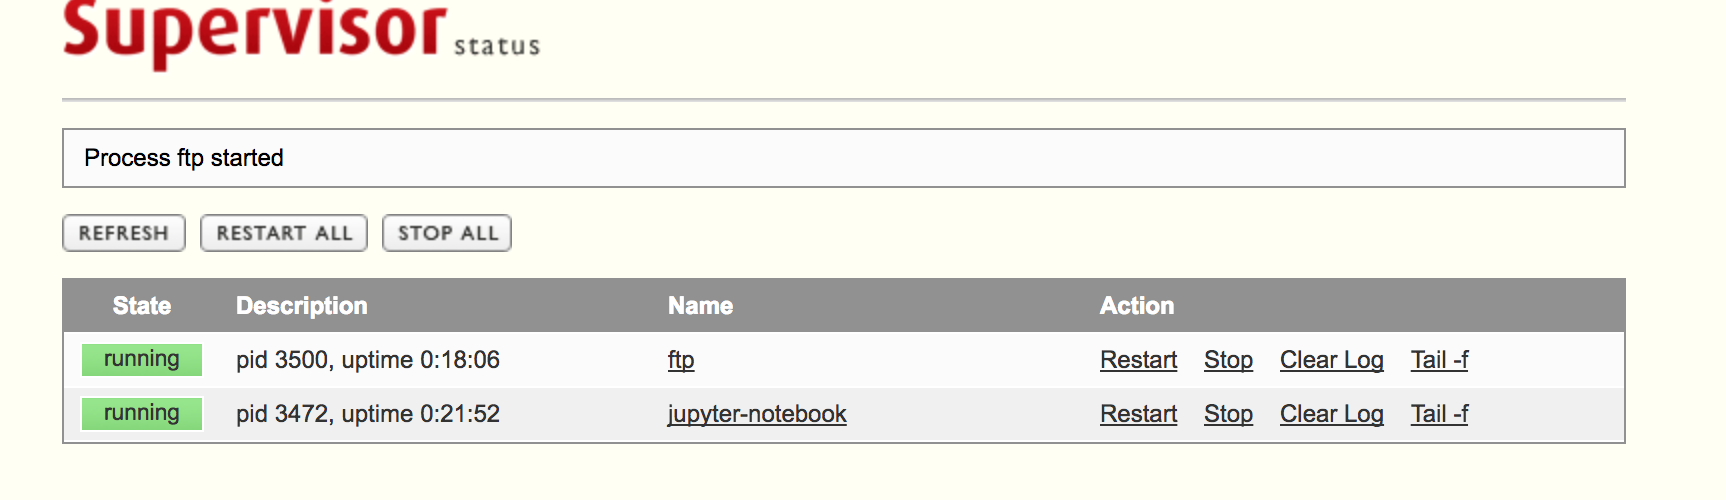 Supervisor status
Process ftp started
REFRESH RESTART ALL STOP ALL
State Description Name Action
running pid 3500, uptime 0:18:06 ftp Restart Stop Clear Log Tail -f
running pid 3472, uptime 0:21:52 jupyter-notebook Restart Stop Clear Log Tail -f